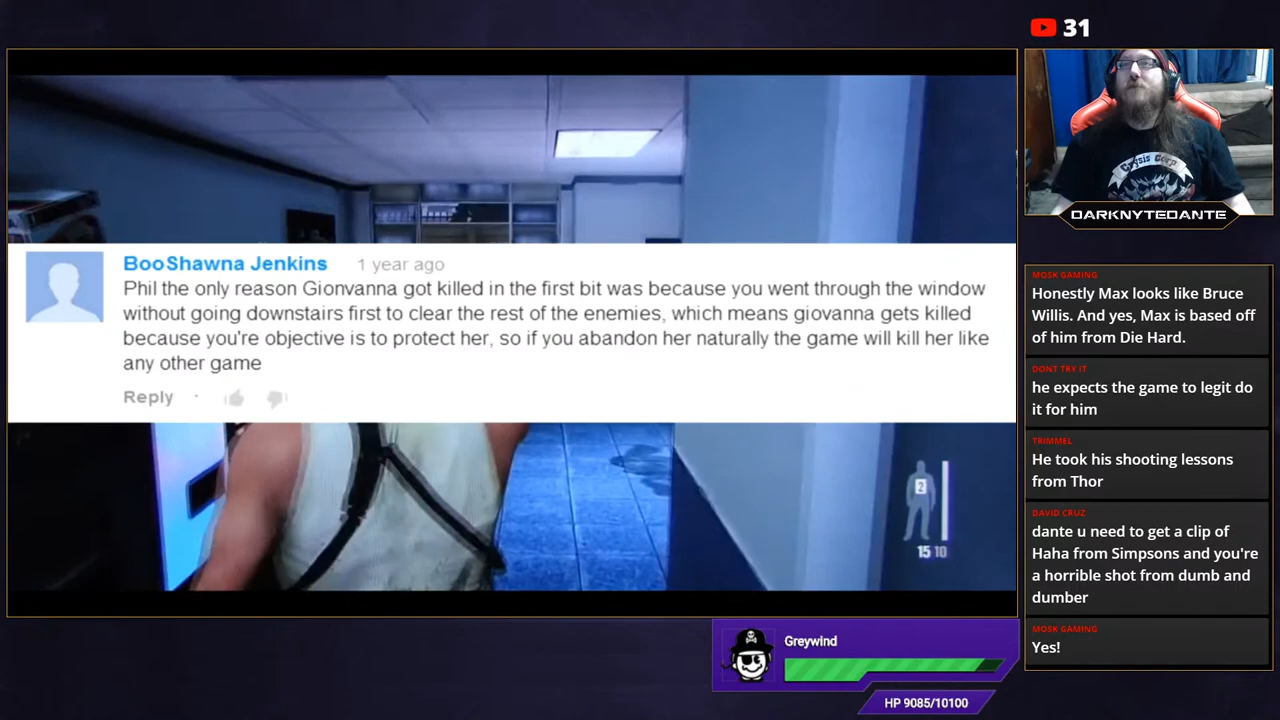 31
BooShawna Jenkins 1 year ago
Phil the only reason Gionvanna got killed in the first bit was because you went through the window
without going downstairs first to clear the rest of the enemies, which means giovanna gets killed
because you're objective is to protect her, so if you abandon her naturally the game will kill her like
any other game
Reply ·
2
15 10
Crysis Corp
DARKNYTEDANTE
MOSK GAMING
Honestly Max looks like Bruce
Willis. And yes, Max is based off
of him from Die Hard.
DONT TRY IT
he expects the game to legit do
it for him
TRIMMEL
He took his shooting lessons
from Thor
DAVID CRUZ
dante u need to get a clip of
Haha from Simpsons and you're
a horrible shot from dumb and
dumber
MOSK GAMING
Yes!
Greywind
HP 9085/10100